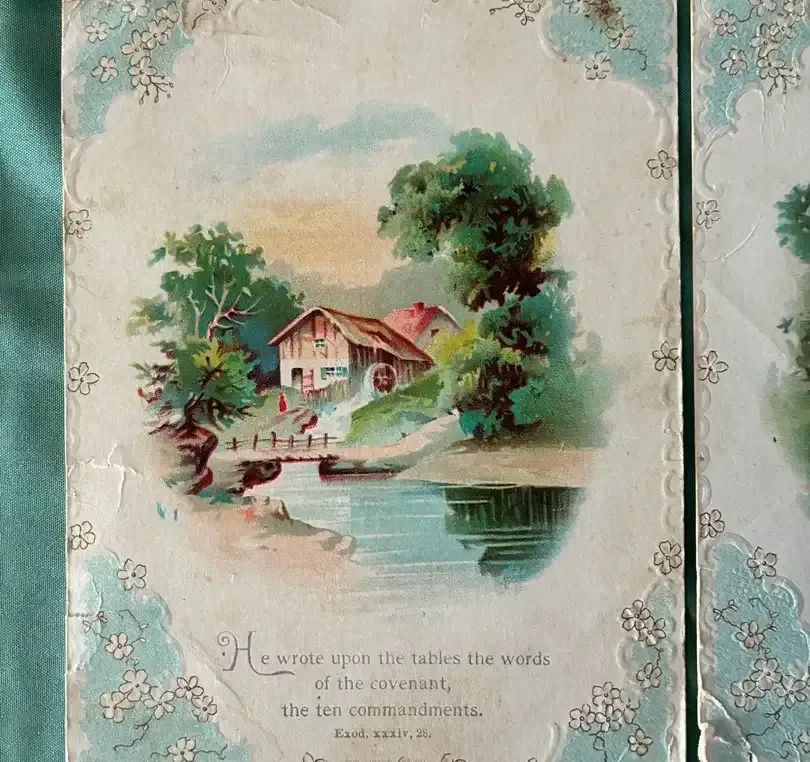 He wrote upon the tables the words
of the covenant,
the ten commandments.
Exod. xxxiv, 28.